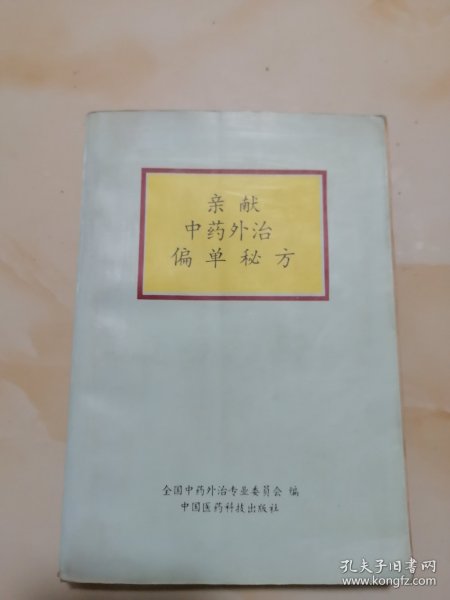 亲献
中药外治
偏单秘方
全国中药外治专业委员会 编
中国医药科技出版社
孔夫子旧书网
www.kongfz.com